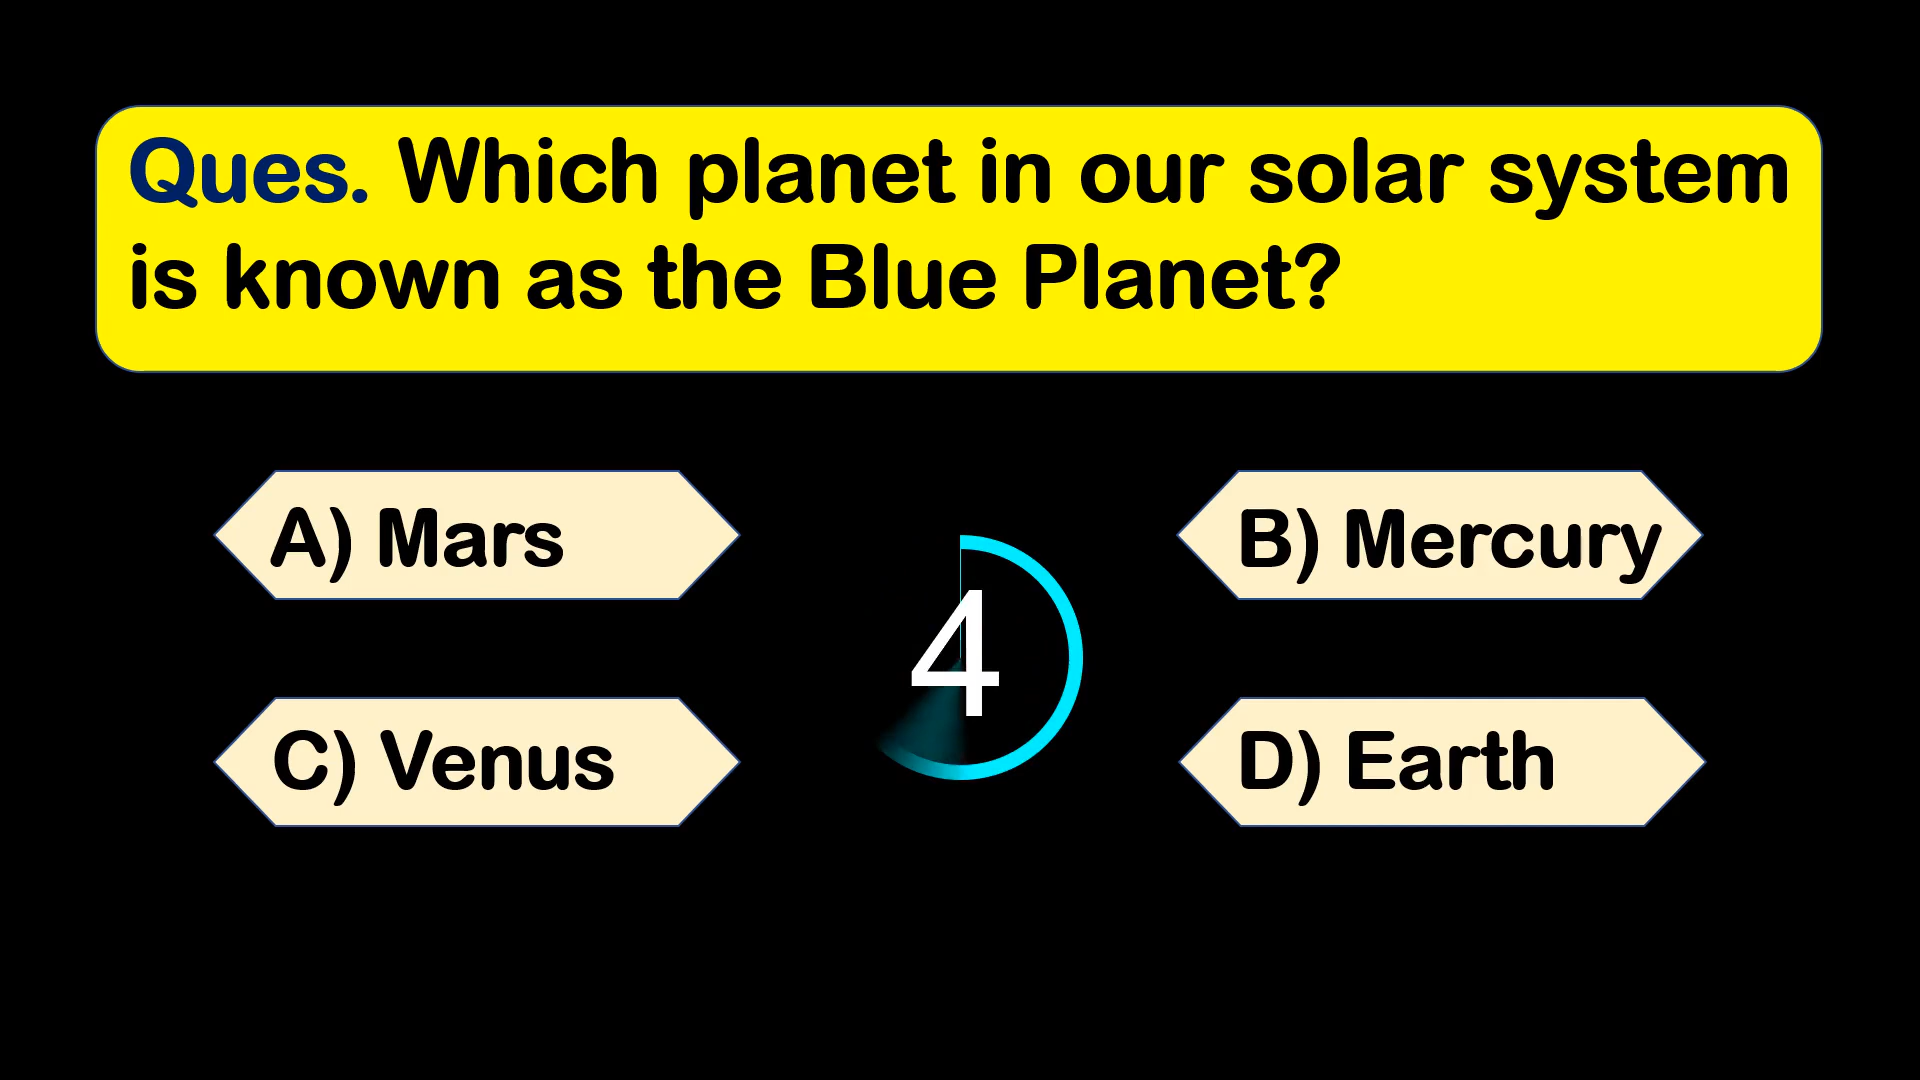 Ques. Which planet in our solar system
is known as the Blue Planet?
A) Mars
B) Mercury
4
C) Venus
D) Earth